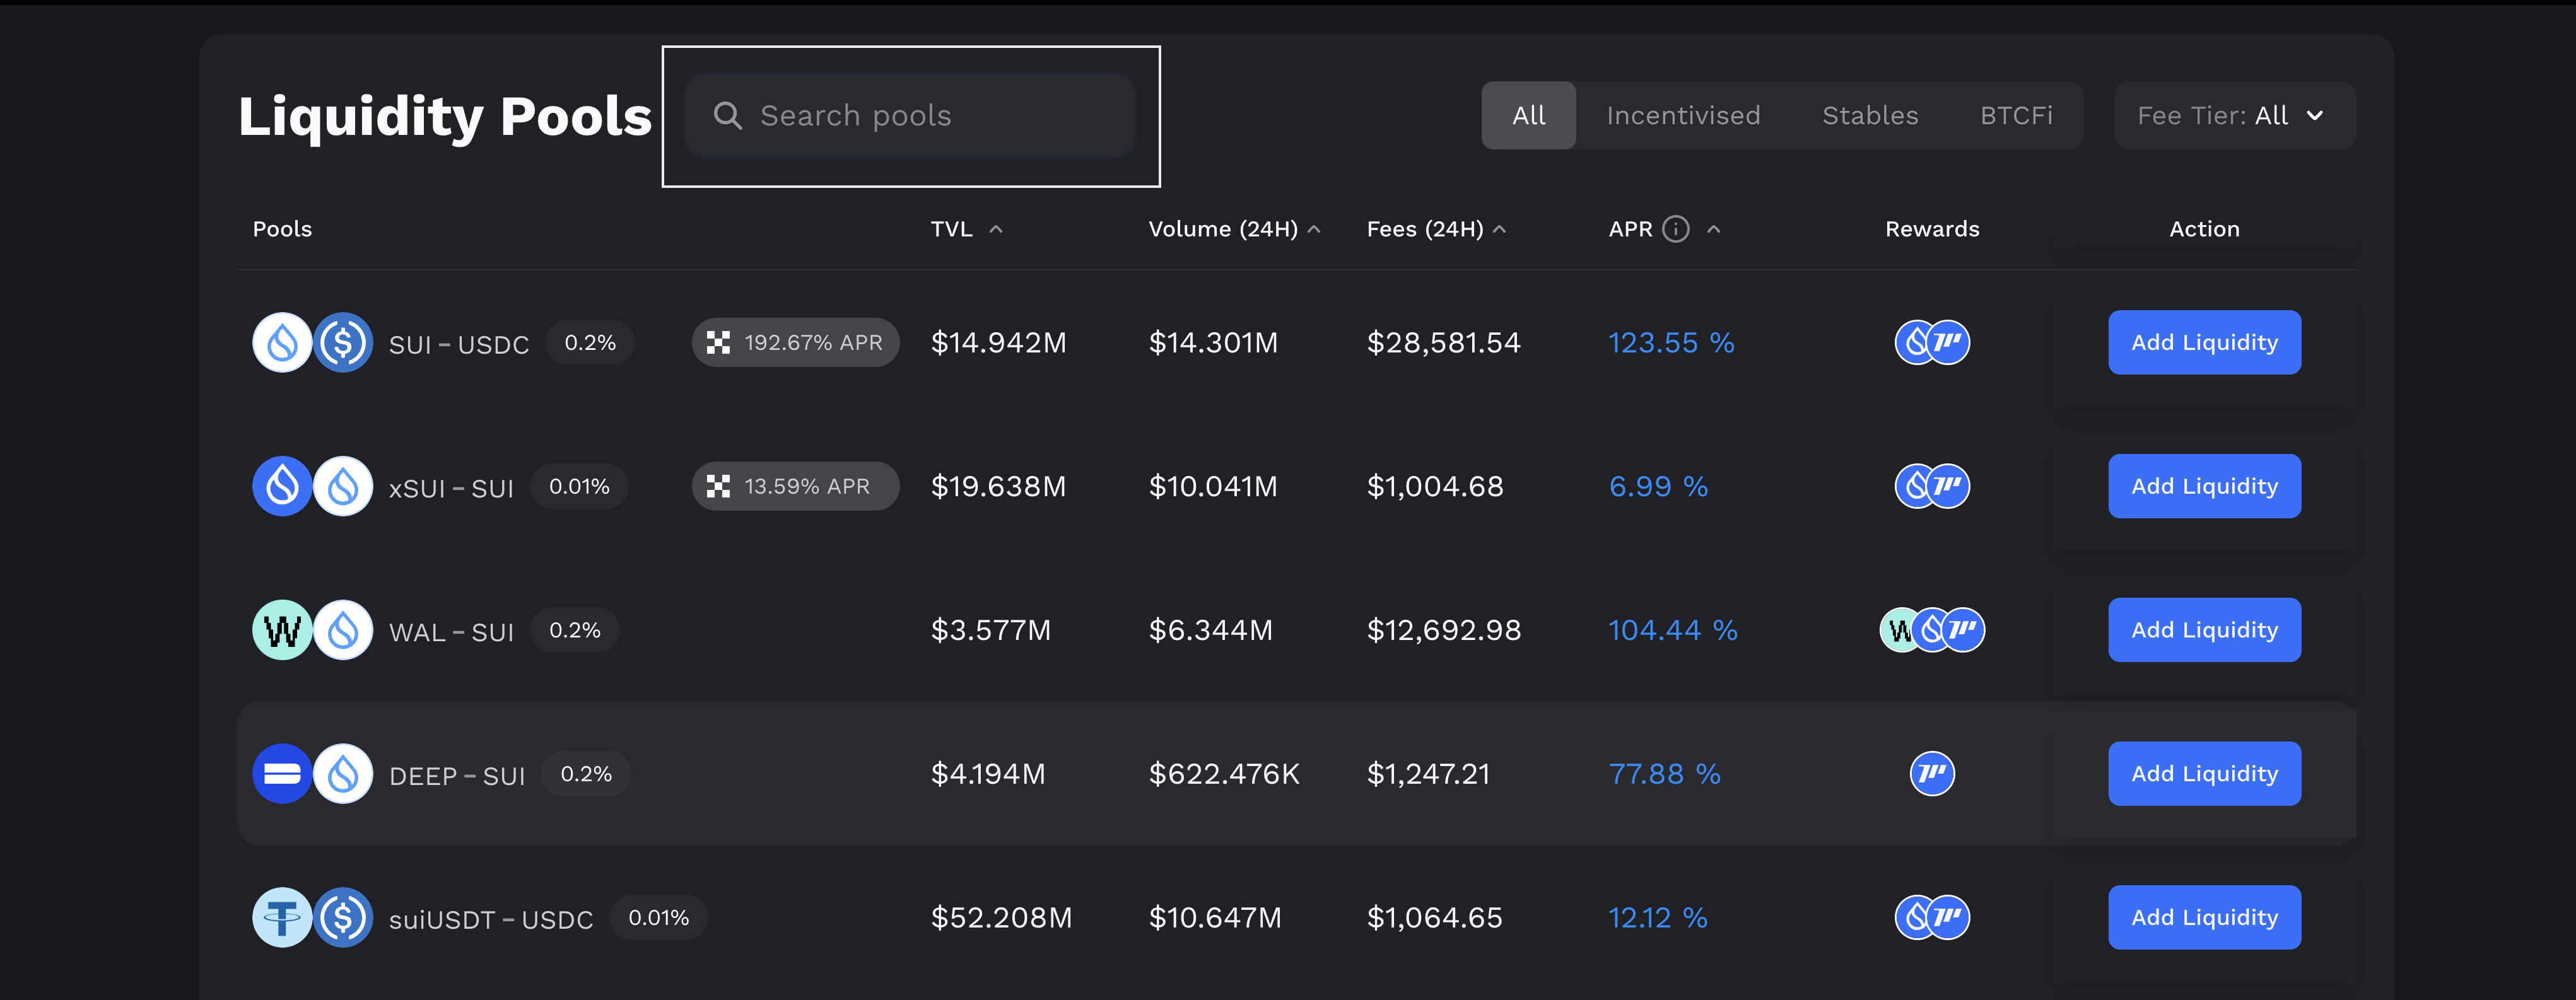 Liquidity Pools Search pools All Incentivised Stables BTCFi Fee Tier: All
Pools TVL Volume (24H) Fees (24H) APR Rewards Action
SUI – USDC 0.2% 192.67% APR $14.942M $14.301M $28,581.54 123.55 % Add Liquidity
xSUI – SUI 0.01% 13.59% APR $19.638M $10.041M $1,004.68 6.99 % Add Liquidity
W WAL – SUI 0.2% $3.577M $6.344M $12,692.98 104.44 % W Add Liquidity
DEEP – SUI 0.2% $4.194M $622.476K $1,247.21 77.88 % Add Liquidity
suiUSDT – USDC 0.01% $52.208M $10.647M $1,064.65 12.12 % Add Liquidity